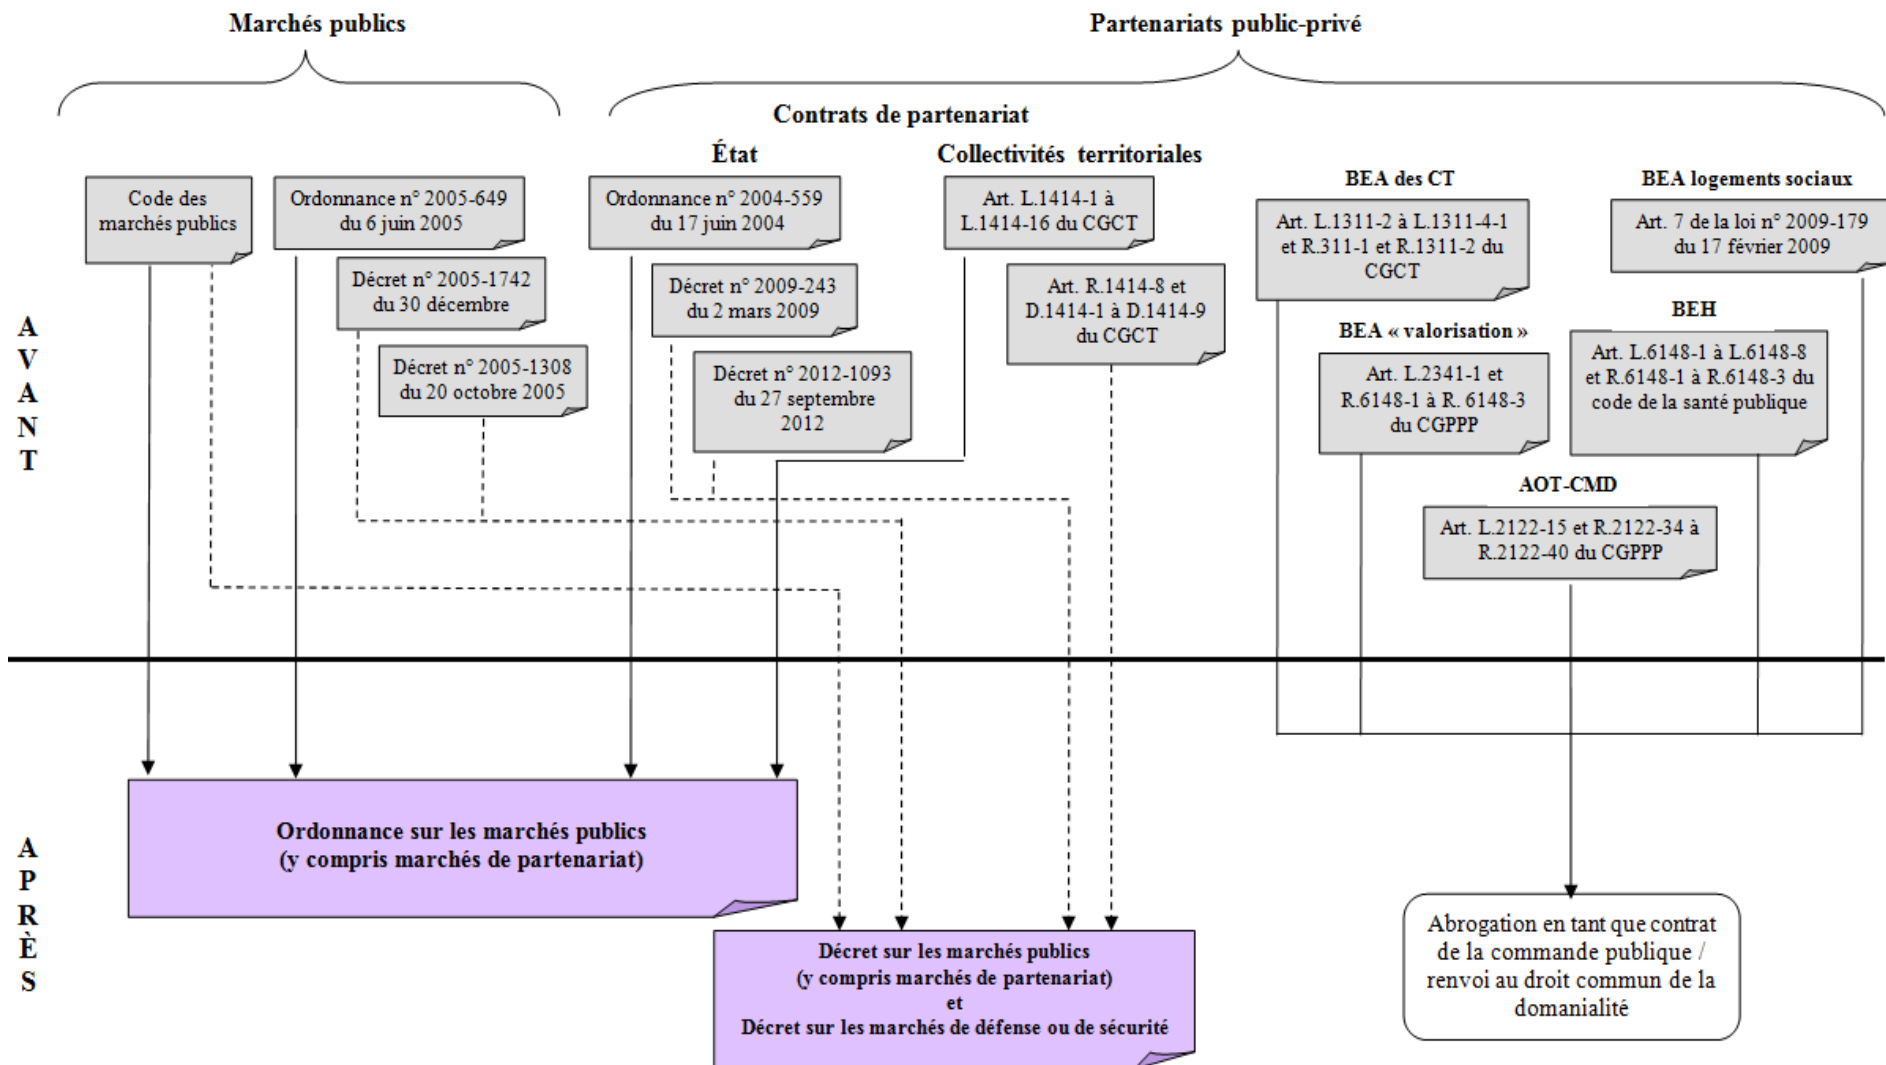 Marchés publics
Partenariats public-privé
Contrats de partenariat
État
Collectivités territoriales
Code des
marchés publics
Ordonnance n° 2005-649
du 6 juin 2005
Décret n° 2005-1742
du 30 décembre
Décret n° 2005-1308
du 20 octobre 2005
Ordonnance n° 2004-559
du 17 juin 2004
Décret n° 2009-243
du 2 mars 2009
Décret n° 2012-1093
du 27 septembre
2012
Art. L.1414-1 à
L.1414-16 du CGCT
Art. R.1414-8 et
D.1414-1 à D.1414-9
du CGCT
BEA des CT
Art. L.1311-2 à L.1311-4-1
et R.311-1 et R.1311-2 du
CGCT
BEA logements sociaux
Art. 7 de la loi n° 2009-179
du 17 février 2009
BEA « valorisation »
Art. L.2341-1 et
R.6148-1 à R. 6148-3
du CGPPP
BEH
Art. L.6148-1 à L.6148-8
et R.6148-1 à R.6148-3 du
code de la santé publique
AOT-CMD
Art. L.2122-15 et R.2122-34 à
R.2122-40 du CGPPP
A
V
A
N
T
A
P
R
È
S
Ordonnance sur les marchés publics
(y compris marchés de partenariat)
Décret sur les marchés publics
(y compris marchés de partenariat)
et
Décret sur les marchés de défense ou de sécurité
Abrogation en tant que contrat
de la commande publique /
renvoi au droit commun de la
domanialité